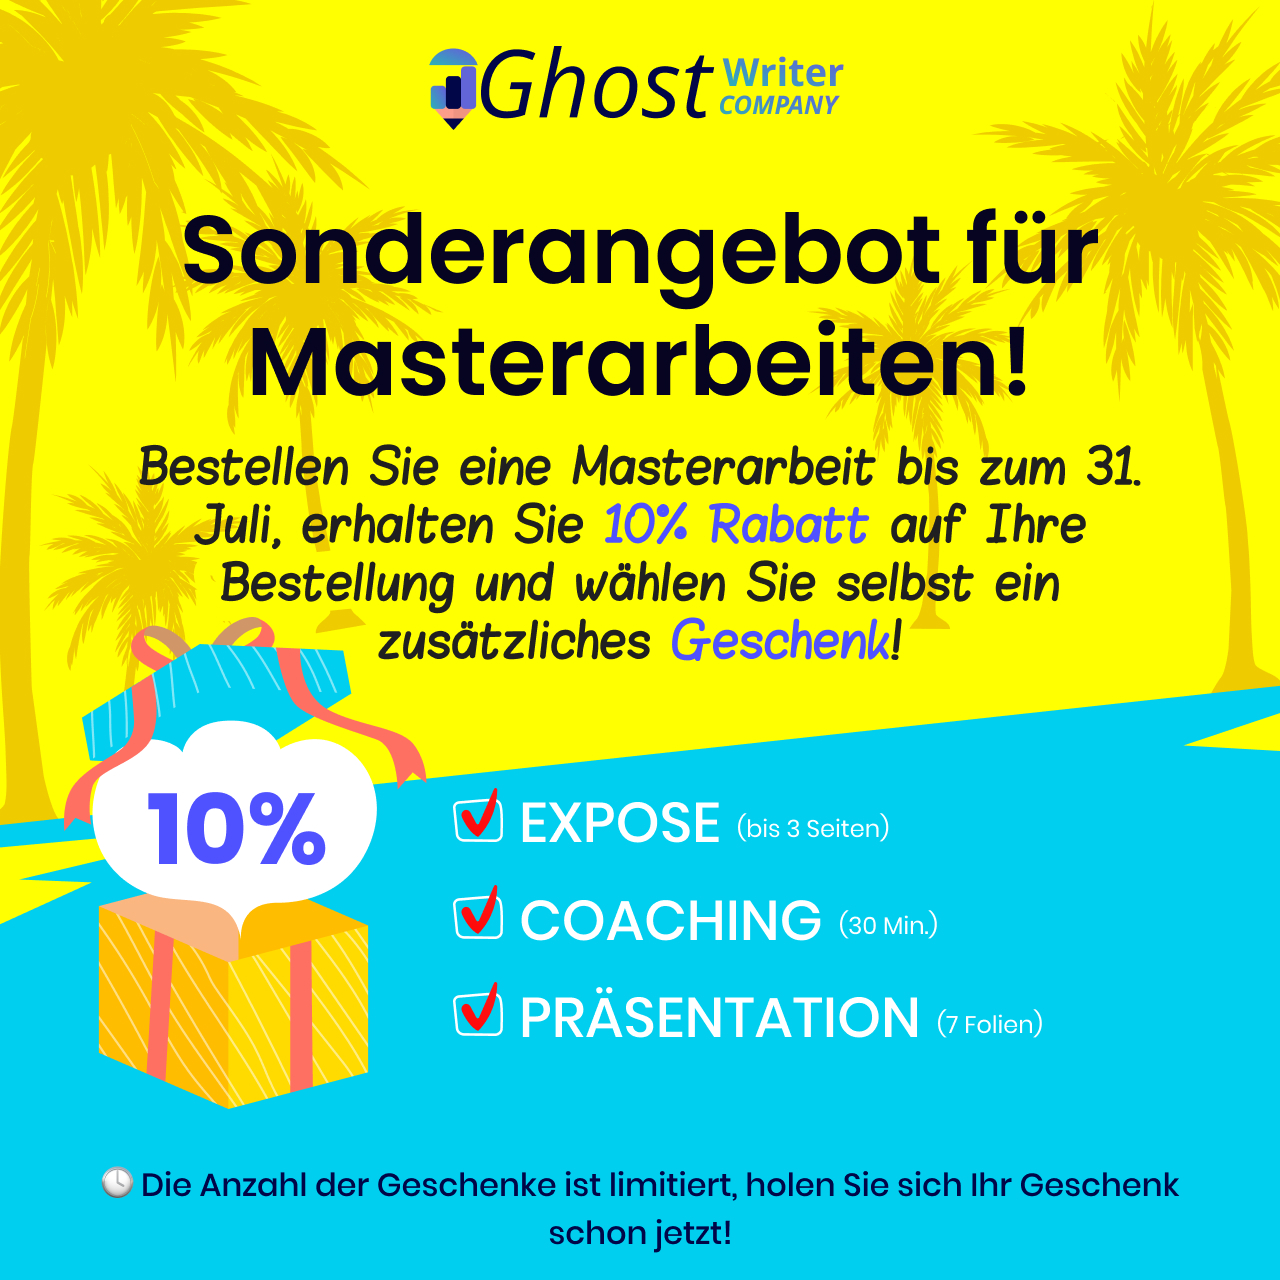 Ghost Writer
COMPANY
Sonderangebot für
Masterarbeiten!
Bestellen Sie eine Masterarbeit bis zum 31.
Juli, erhalten Sie 10% Rabatt auf Ihre
Bestellung und wählen Sie selbst ein
zusätzliches Geschenk!
10%
EXPOSE (bis 3 Seiten)
COACHING (30 Min.)
PRÄSENTATION (7 Folien)
🕓 Die Anzahl der Geschenke ist limitiert, holen Sie sich Ihr Geschenk
schon jetzt!